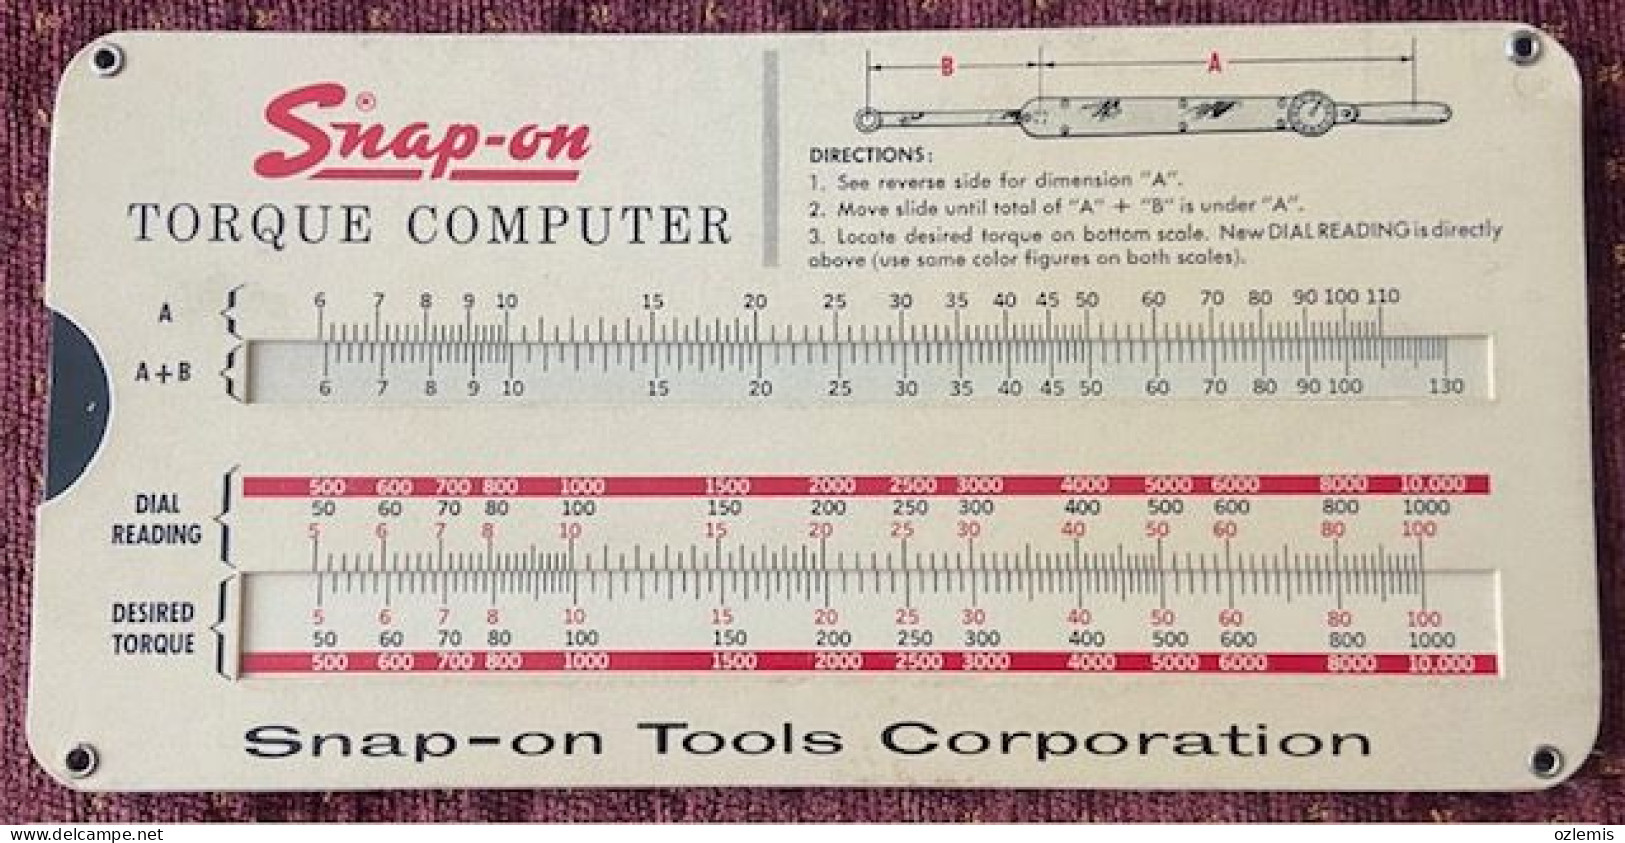 Snap-on®
TORQUE COMPUTER
B A
DIRECTIONS:
1. See reverse side for dimension "A".
2. Move slide until total of "A" + "B" is under "A".
3. Locate desired torque on bottom scale. New DIAL READING is directly
above (use same color figures on both scales).
A { 6 7 8 9 10 15 20 25 30 35 40 45 50 60 70 80 90 100 110
A+B { 6 7 8 9 10 15 20 25 30 35 40 45 50 60 70 80 90 100 130
DIAL
READING
500 600 700 800 1000 1500 2000 2500 3000 4000 5000 6000 8000 10,000
50 60 70 80 100 150 200 250 300 400 500 600 800 1000
5 6 7 8 10 15 20 25 30 40 50 60 80 100
DESIRED
TORQUE
5 6 7 8 10 15 20 25 30 40 50 60 80 100
50 60 70 80 100 150 200 250 300 400 500 600 800 1000
500 600 700 800 1000 1500 2000 2500 3000 4000 5000 6000 8000 10,000
Snap-on Tools Corporation
www.delcampe.net
ozlemis